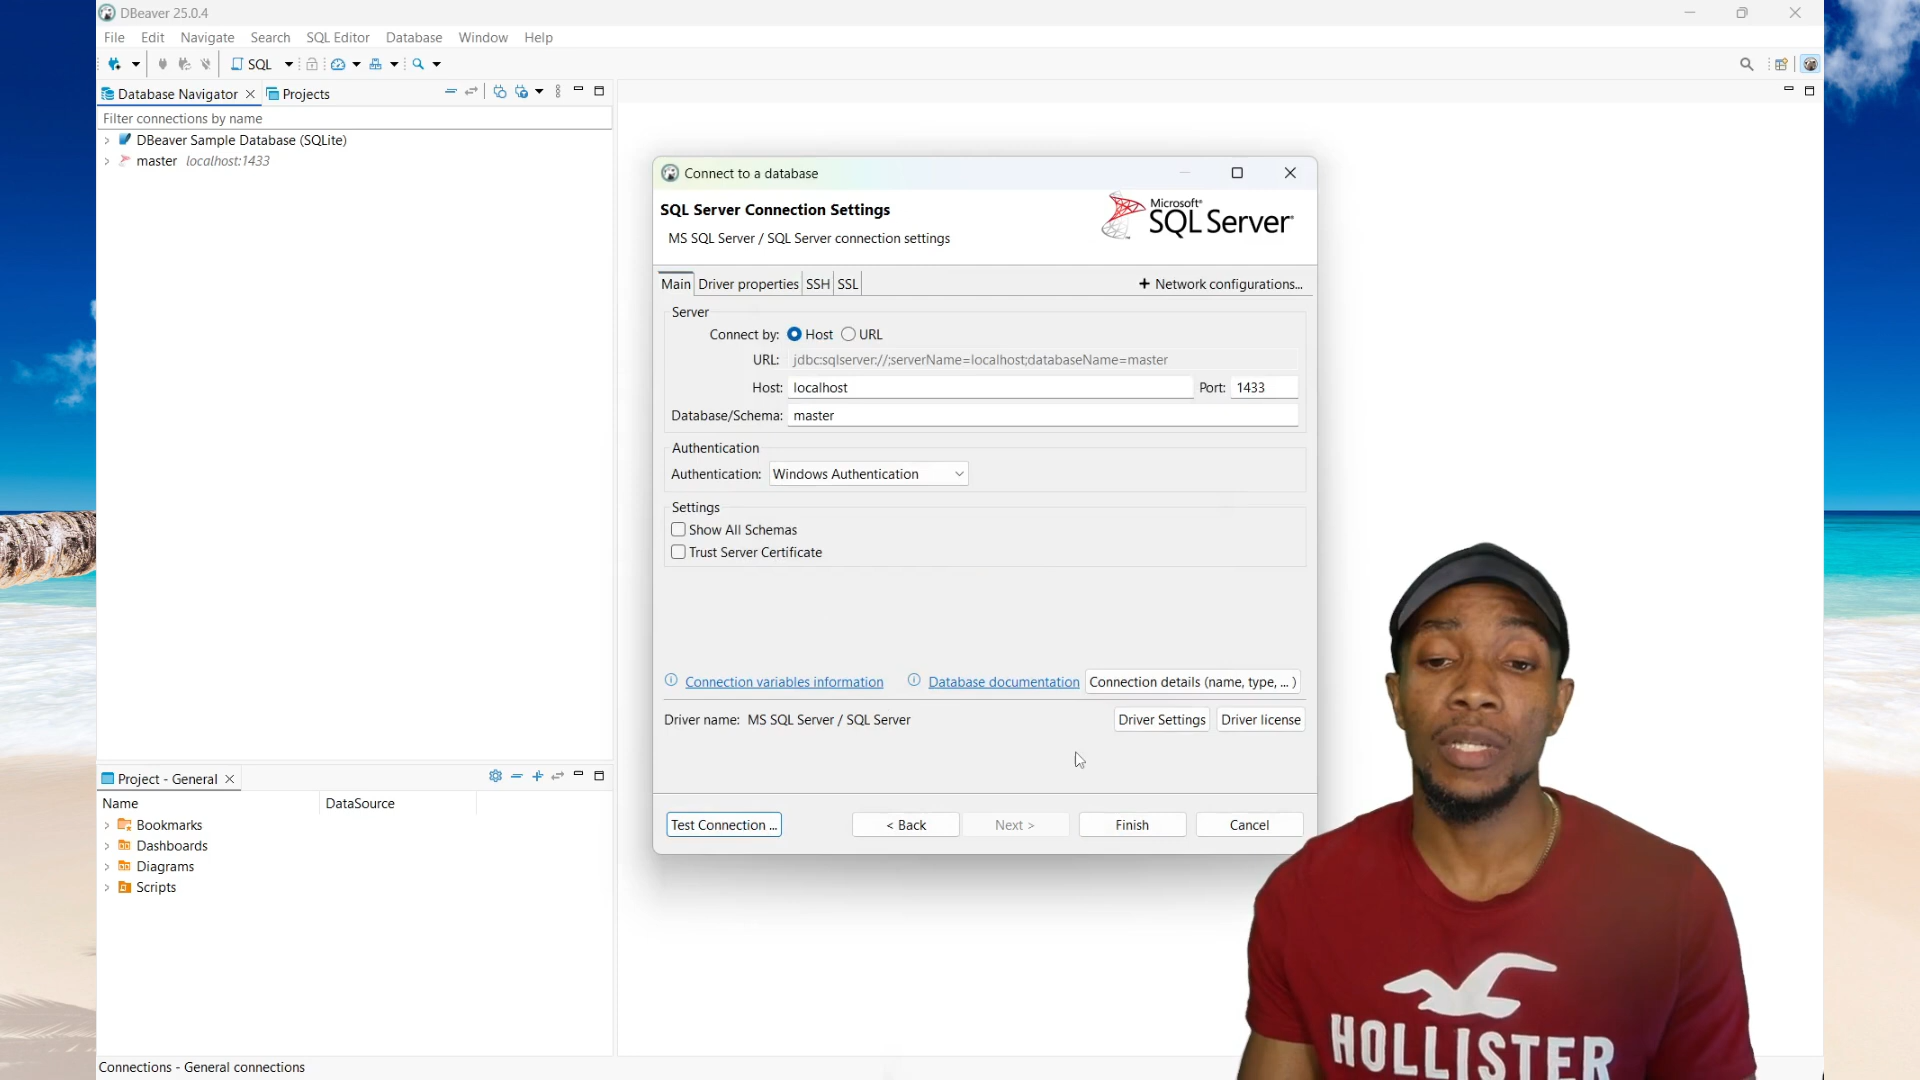 DBeaver 25.0.4
File Edit Navigate Search SQL Editor Database Window Help
SQL
Database Navigator Projects
Filter connections by name
DBeaver Sample Database (SQLite)
master localhost:1433
Connect to a database
SQL Server Connection Settings
MS SQL Server / SQL Server connection settings
Microsoft®
SQL Server®
Main Driver properties SSH SSL + Network configurations...
Server
Connect by: Host URL
URL: jdbc:sqlserver://;serverName=localhost;databaseName=master
Host: localhost Port: 1433
Database/Schema: master
Authentication
Authentication: Windows Authentication
Settings
Show All Schemas
Trust Server Certificate
Connection variables information Database documentation Connection details (name, type, ... )
Driver name: MS SQL Server / SQL Server Driver Settings Driver license
Test Connection ... < Back Next > Finish Cancel
Project - General
Name DataSource
Bookmarks
Dashboards
Diagrams
Scripts
Connections - General connections
HOLLISTER